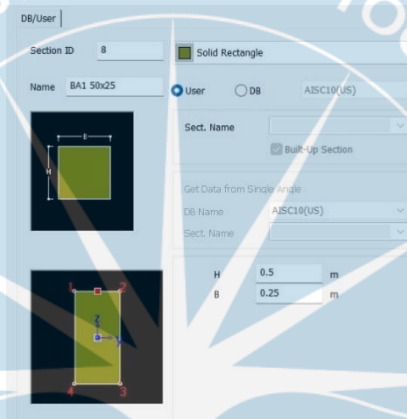 DB/User
Section ID 8 Solid Rectangle
Name BA1 50x25 User DB AISC10(US)
Sect. Name
Built-Up Section
B
H
Get Data from Single Angle
DB Name AISC10(US)
Sect. Name
H 0.5 m
B 0.25 m
1 2
z
y
4 3